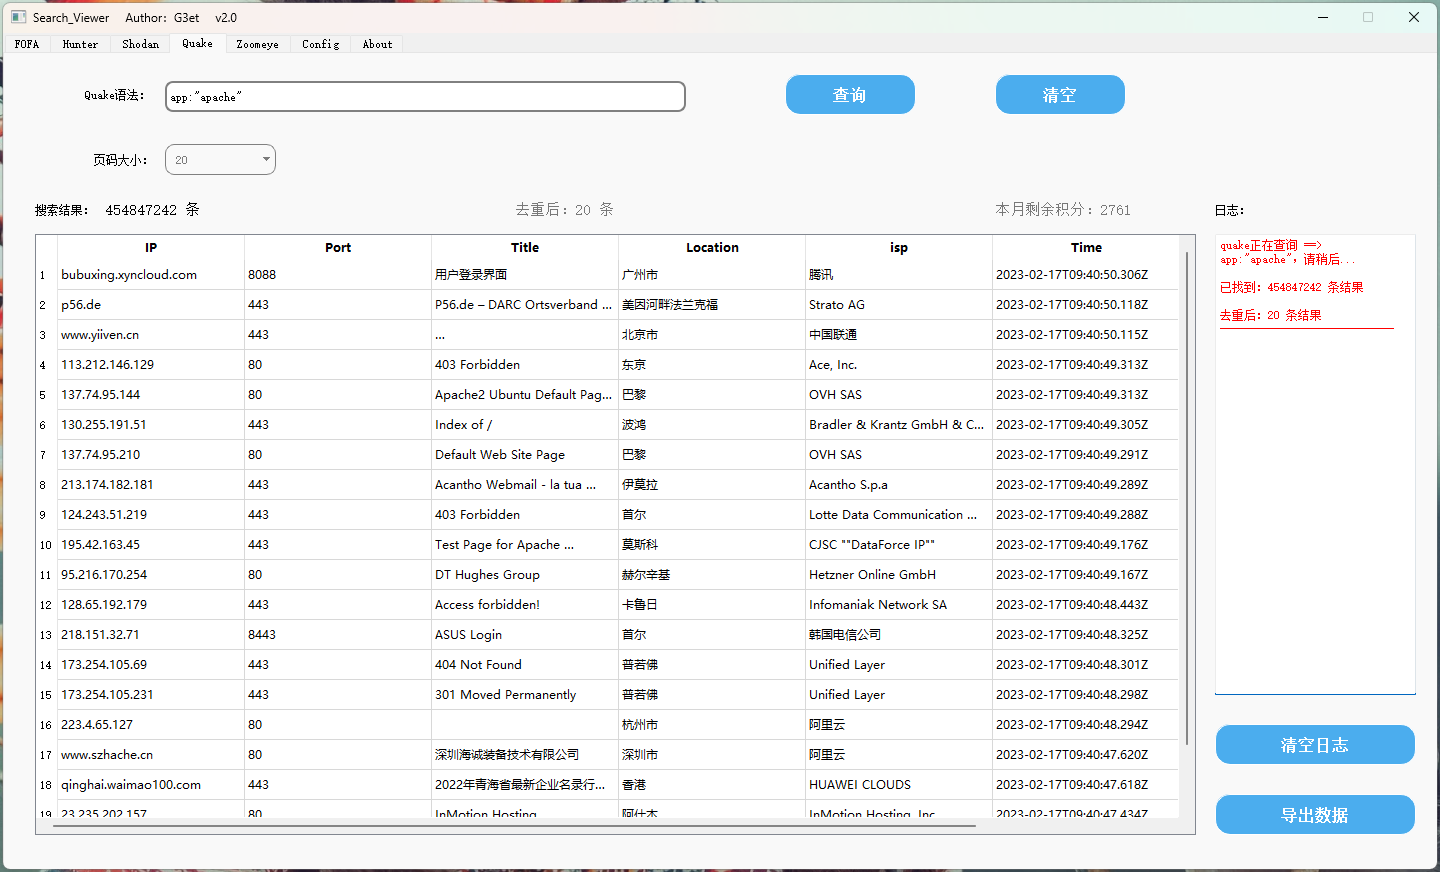 Search_Viewer Author: G3et v2.0
FOFA Hunter Shodan Quake Zoomeye Config About
Quake语法: app:"apache" 查询 清空
页码大小: 20
搜索结果: 454847242 条 去重后: 20 条 本月剩余积分: 2761 日志:
IP Port Title Location isp Time
1 bubuxing.xyncloud.com 8088 用户登录界面 广州市 腾讯 2023-02-17T09:40:50.306Z
2 p56.de 443 P56.de – DARC Ortsverband ... 美因河畔法兰克福 Strato AG 2023-02-17T09:40:50.118Z
3 www.yiiven.cn 443 ... 北京市 中国联通 2023-02-17T09:40:50.115Z
4 113.212.146.129 80 403 Forbidden 东京 Ace, Inc. 2023-02-17T09:40:49.313Z
5 137.74.95.144 80 Apache2 Ubuntu Default Pag... 巴黎 OVH SAS 2023-02-17T09:40:49.313Z
6 130.255.191.51 443 Index of / 波鸿 Bradler & Krantz GmbH & C... 2023-02-17T09:40:49.305Z
7 137.74.95.210 80 Default Web Site Page 巴黎 OVH SAS 2023-02-17T09:40:49.291Z
8 213.174.182.181 443 Acantho Webmail - la tua ... 伊莫拉 Acantho S.p.a 2023-02-17T09:40:49.289Z
9 124.243.51.219 443 403 Forbidden 首尔 Lotte Data Communication ... 2023-02-17T09:40:49.288Z
10 195.42.163.45 443 Test Page for Apache ... 莫斯科 CJSC ""DataForce IP"" 2023-02-17T09:40:49.176Z
11 95.216.170.254 80 DT Hughes Group 赫尔辛基 Hetzner Online GmbH 2023-02-17T09:40:49.167Z
12 128.65.192.179 443 Access forbidden! 卡鲁日 Infomaniak Network SA 2023-02-17T09:40:48.443Z
13 218.151.32.71 8443 ASUS Login 首尔 韩国电信公司 2023-02-17T09:40:48.325Z
14 173.254.105.69 443 404 Not Found 普若佛 Unified Layer 2023-02-17T09:40:48.301Z
15 173.254.105.231 443 301 Moved Permanently 普若佛 Unified Layer 2023-02-17T09:40:48.298Z
16 223.4.65.127 80 杭州市 阿里云 2023-02-17T09:40:48.294Z
17 www.szhache.cn 80 深圳海诚装备技术有限公司 深圳市 阿里云 2023-02-17T09:40:47.620Z
18 qinghai.waimao100.com 443 2022年青海省最新企业名录行... 香港 HUAWEI CLOUDS 2023-02-17T09:40:47.618Z
19 23.235.202.157 80 InMotion Hosting 阿什本 InMotion Hosting, Inc. 2023-02-17T09:40:47.434Z
quake正在查询 ==>
app:"apache", 请稍后...
已找到: 454847242 条结果
去重后: 20 条结果
清空日志
导出数据